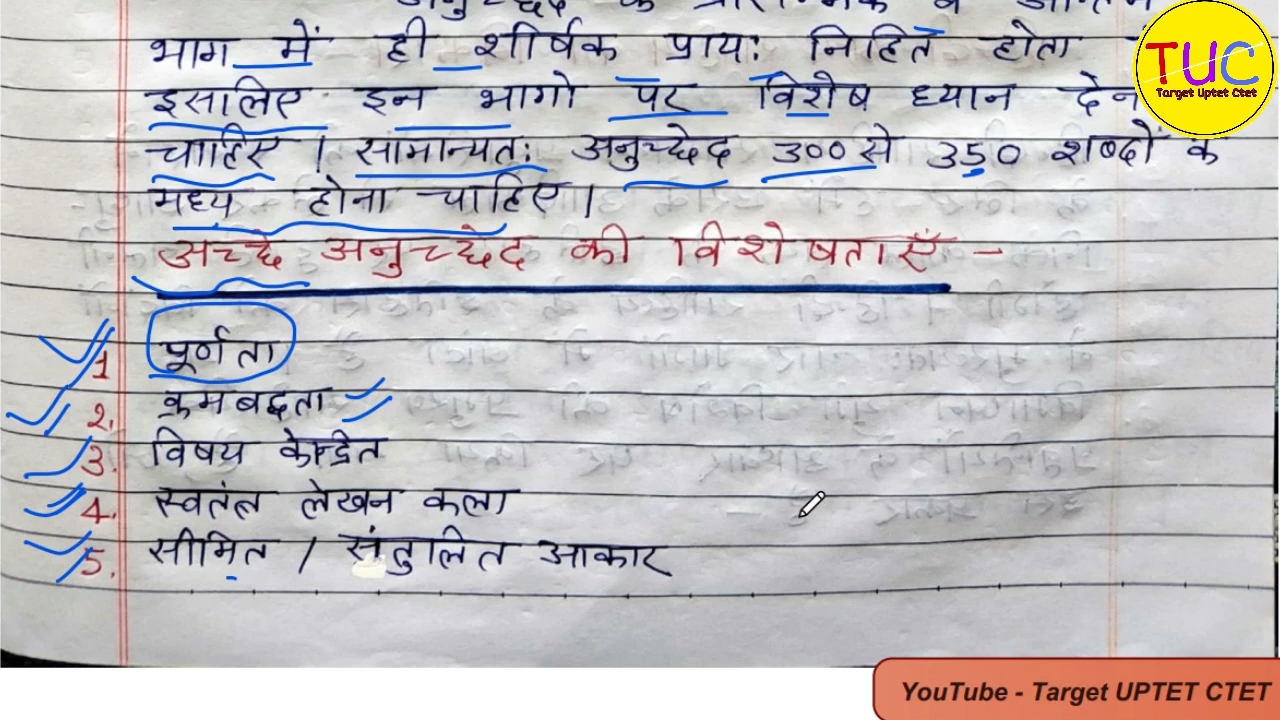 भाग में ही शीर्षक प्राय: निहित होता
इसलिए इन भागो पर विशेष ध्यान देन
चाहिए। सामान्यत: अनुच्छेद 300 से 350 शब्दों के
मध्य होना चाहिए।
अच्छे अनुच्छेद की विशेषताएँ -
1 पूर्णता
2. क्रमबद्धता
3. विषय केन्द्रित
4. स्वतंत लेखन कला
5. सीमित / संतुलित आकार
TUC
Target Uptet Ctet
YouTube - Target UPTET CTET